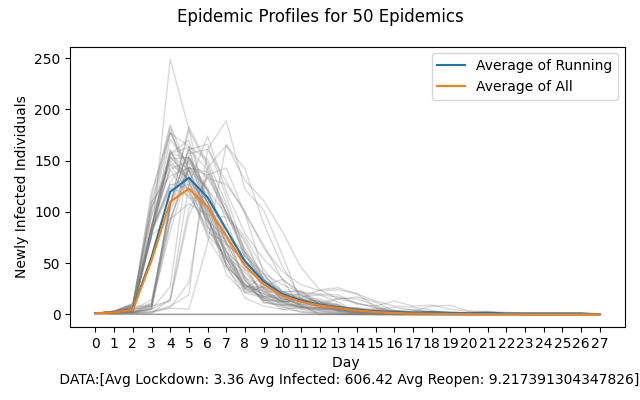 Epidemic Profiles for 50 Epidemics
250
200
150
100
50
0
Newly Infected Individuals
Average of Running
Average of All
0 1 2 3 4 5 6 7 8 9 10 11 12 13 14 15 16 17 18 19 20 21 22 23 24 25 26 27
Day
DATA:[Avg Lockdown: 3.36 Avg Infected: 606.42 Avg Reopen: 9.217391304347826]